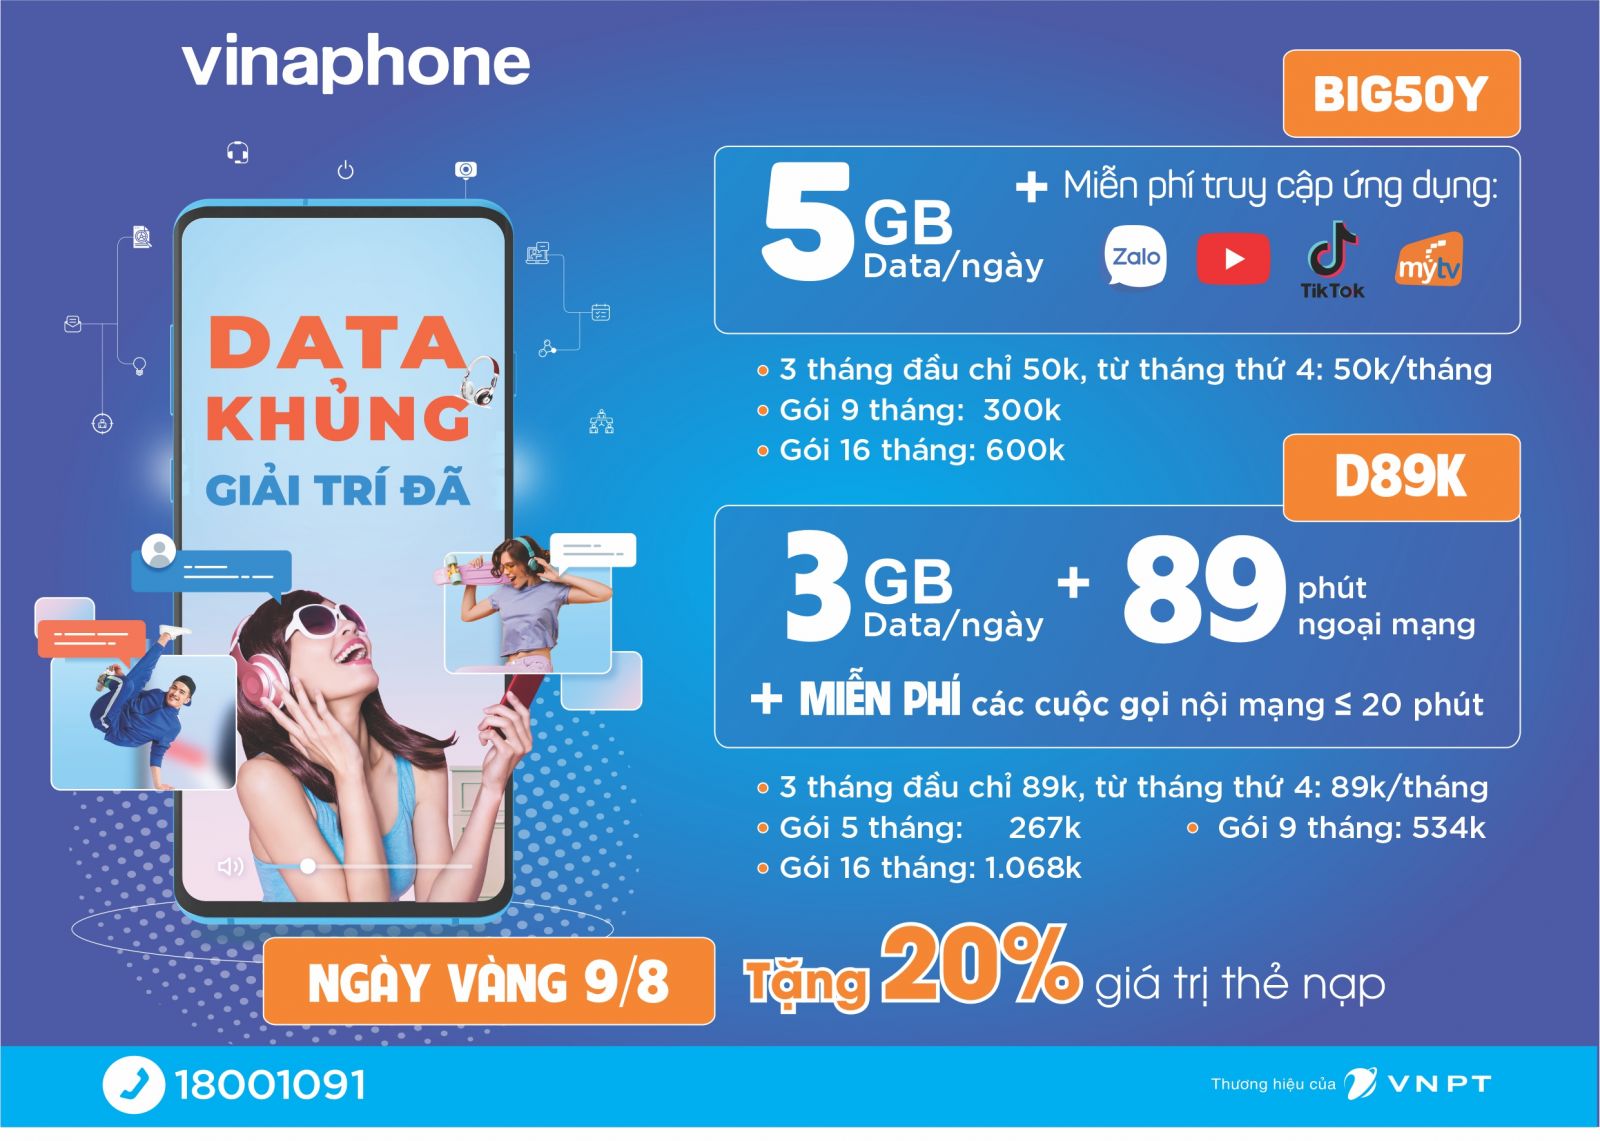 vinaphone
DATA
KHỦNG
GIẢI TRÍ ĐÃ
BIG50Y
5 GB
Data/ngày
+ Miễn phí truy cập ứng dụng:
Zalo
TikTok
mytv
• 3 tháng đầu chỉ 50k, từ tháng thứ 4: 50k/tháng
• Gói 9 tháng: 300k
• Gói 16 tháng: 600k
D89K
3 GB
Data/ngày
+ 89 phút
ngoại mạng
+ MIỄN PHÍ các cuộc gọi nội mạng ≤ 20 phút
• 3 tháng đầu chỉ 89k, từ tháng thứ 4: 89k/tháng
• Gói 5 tháng: 267k • Gói 9 tháng: 534k
• Gói 16 tháng: 1.068k
NGÀY VÀNG 9/8 Tặng 20% giá trị thẻ nạp
18001091
Thương hiệu của VNPT